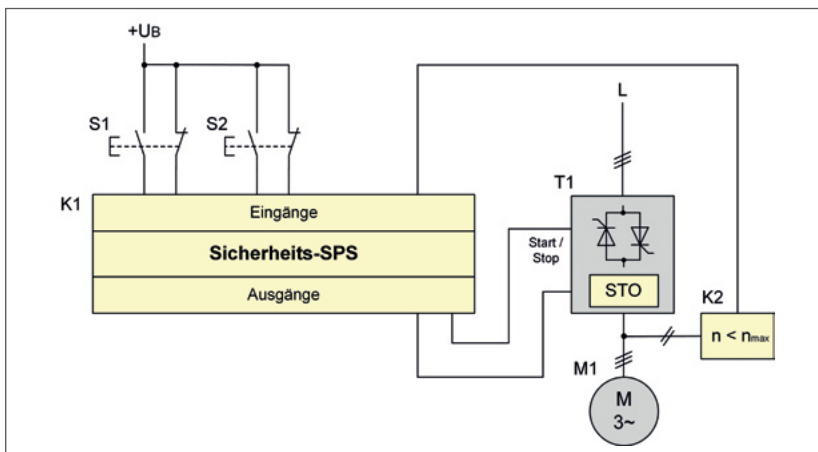 +UB
S1
S2
L
K1
Eingänge
T1
Sicherheits-SPS
Start /
Stop
Ausgänge
STO
K2
n < nmax
M1
M
3~